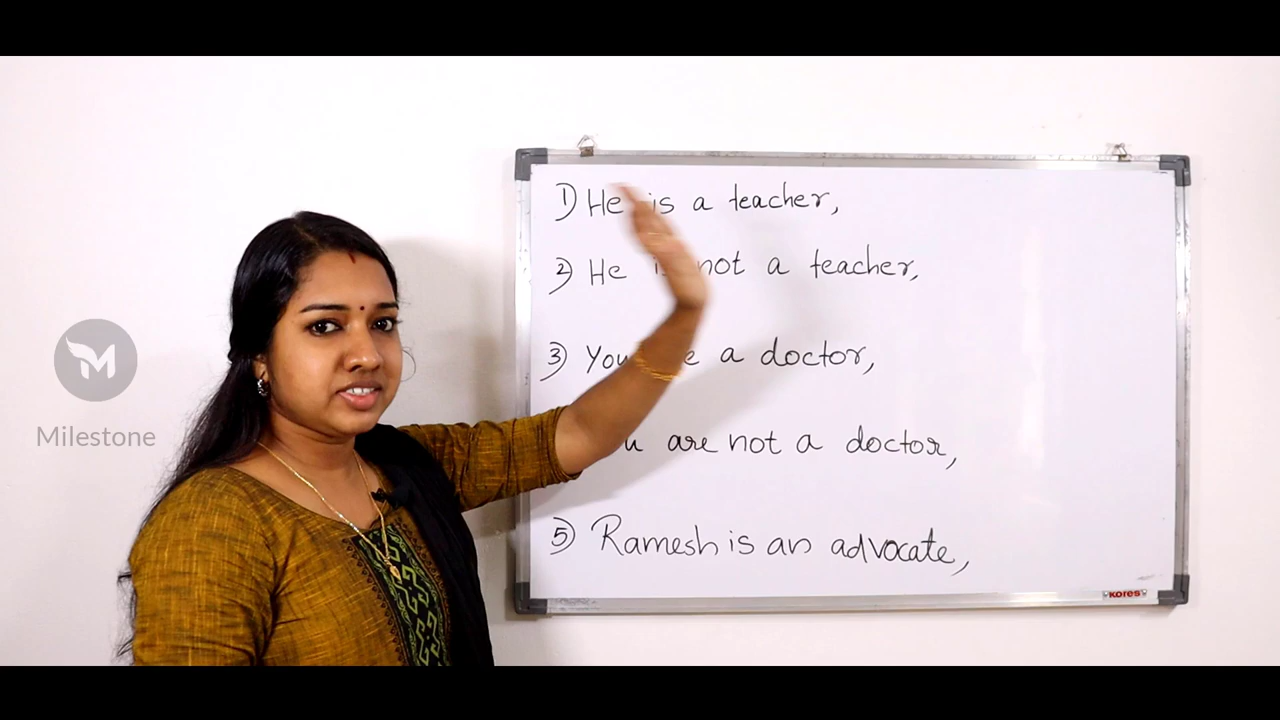 1) He is a teacher,
2) He is not a teacher,
3) You a doctor,
are not a doctor,
5) Ramesh is an advocate,
Milestone
KORES